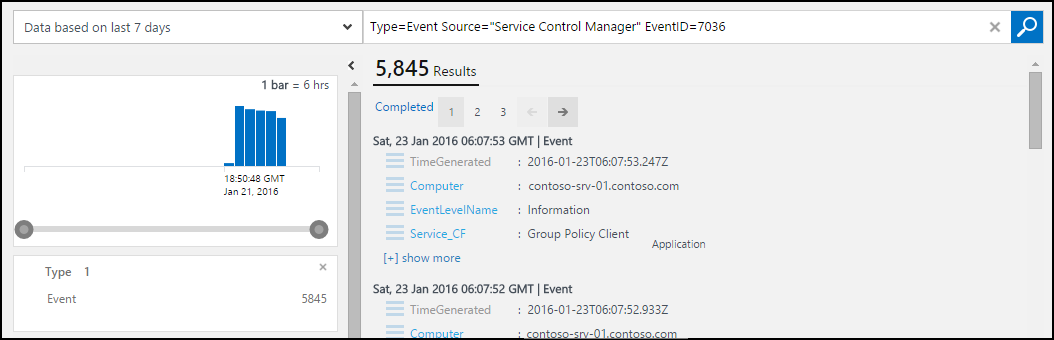 Data based on last 7 days
Type=Event Source="Service Control Manager" EventID=7036
1 bar = 6 hrs
18:50:48 GMT
Jan 21, 2016
Type 1
Event 5845
5,845 Results
Completed 1 2 3
Sat, 23 Jan 2016 06:07:53 GMT | Event
TimeGenerated : 2016-01-23T06:07:53.247Z
Computer : contoso-srv-01.contoso.com
EventLevelName : Information
Service_CF : Group Policy Client
Application
[+] show more
Sat, 23 Jan 2016 06:07:52 GMT | Event
TimeGenerated : 2016-01-23T06:07:52.933Z
Computer : contoso-srv-01.contoso.com